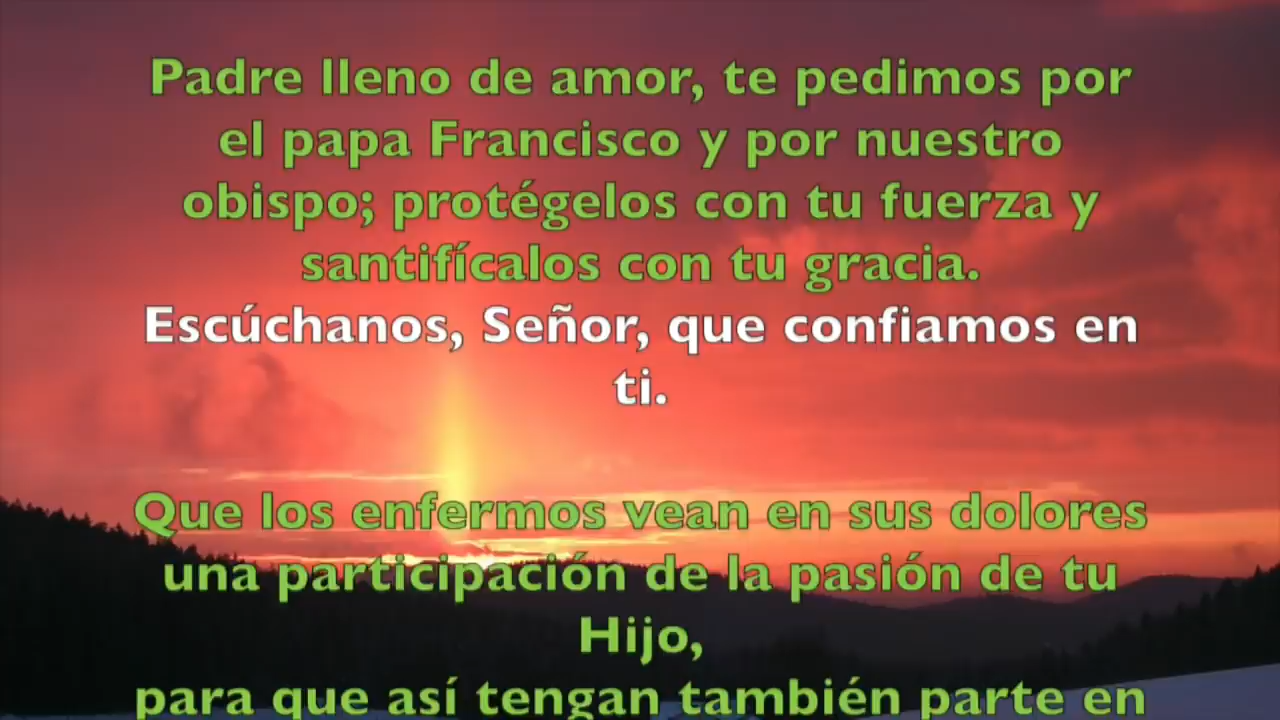 Padre lleno de amor, te pedimos por
el papa Francisco y por nuestro
obispo; protégelos con tu fuerza y
santifícalos con tu gracia.
Escúchanos, Señor, que confiamos en
ti.
Que los enfermos vean en sus dolores
una participación de la pasión de tu
Hijo,
para que así tengan también parte en